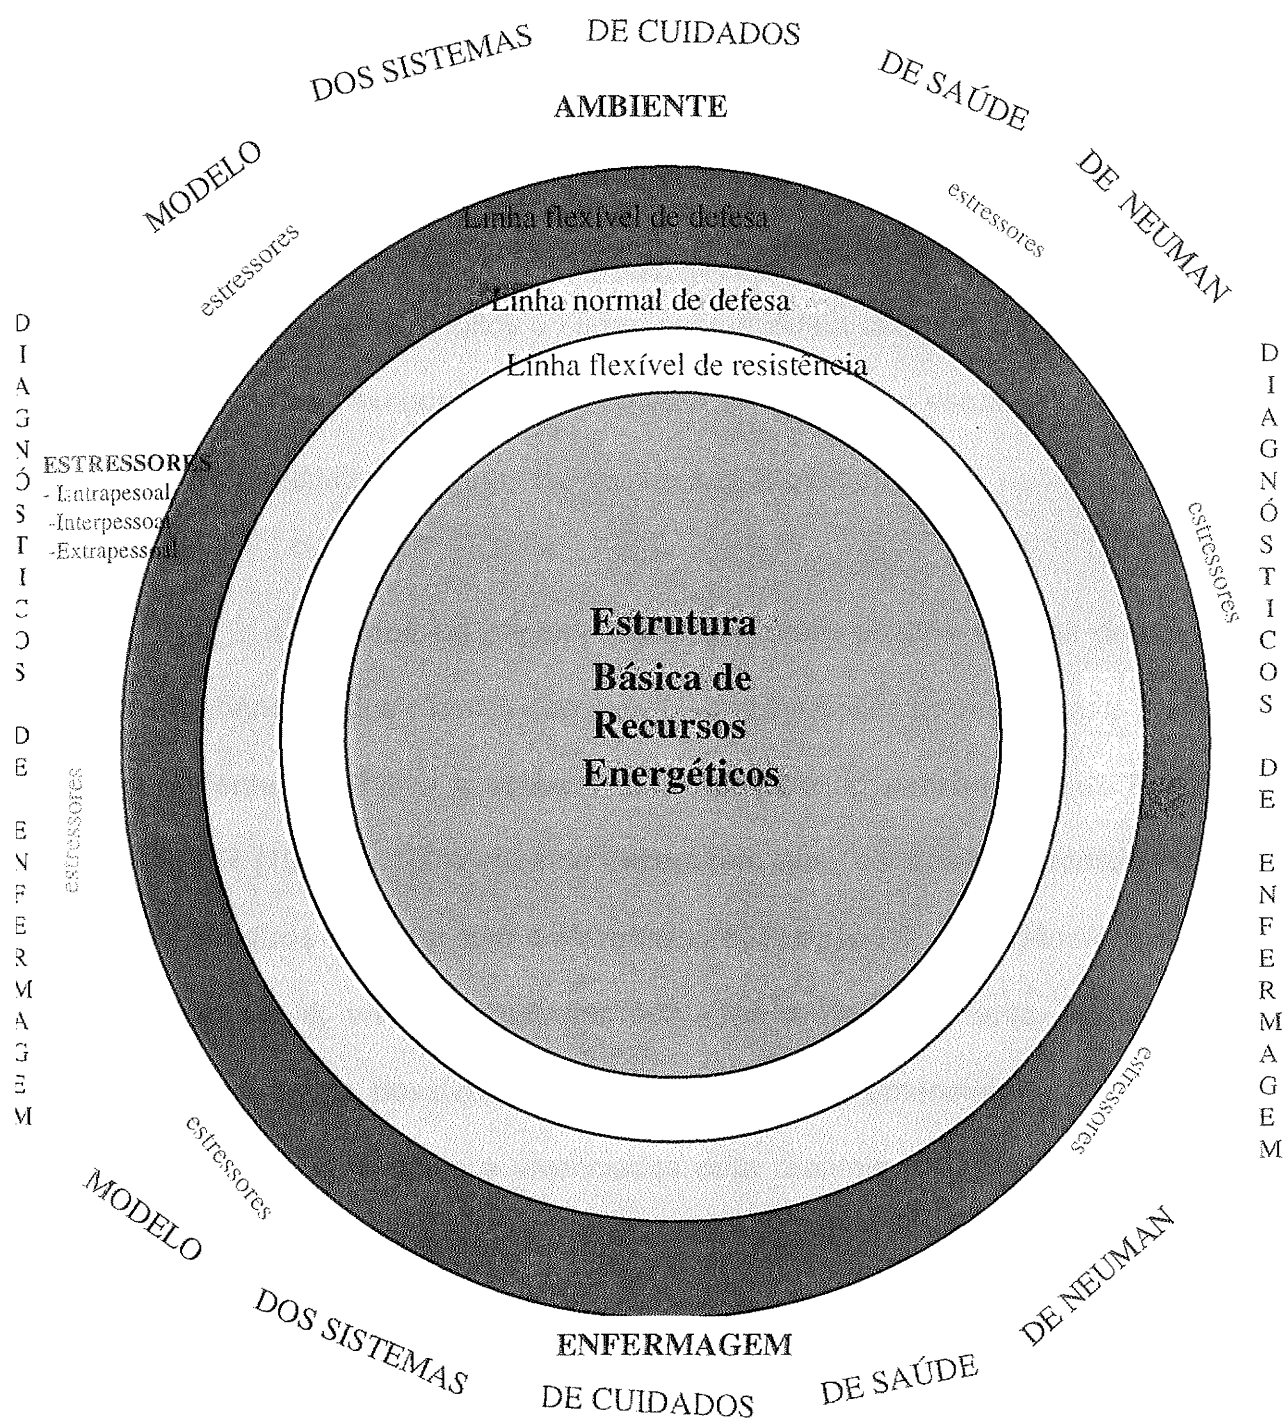 MODELO DOS SISTEMAS DE CUIDADOS DE SAÚDE DE NEUMAN
AMBIENTE
estressores
estressores
Linha flexível de defesa
Linha normal de defesa
Linha flexível de resistência
DIAGNÓSTICOS DE ENFERMAGEM
DIAGNÓSTICOS DE ENFERMAGEM
ESTRESSORES
- Intrapesoal
-Interpessoal
-Extrapessoal
estressores
Estrutura
Básica de
Recursos
Energéticos
estressores
estressores
estressores
ENFERMAGEM
MODELO DOS SISTEMAS DE CUIDADOS DE SAÚDE DE NEUMAN